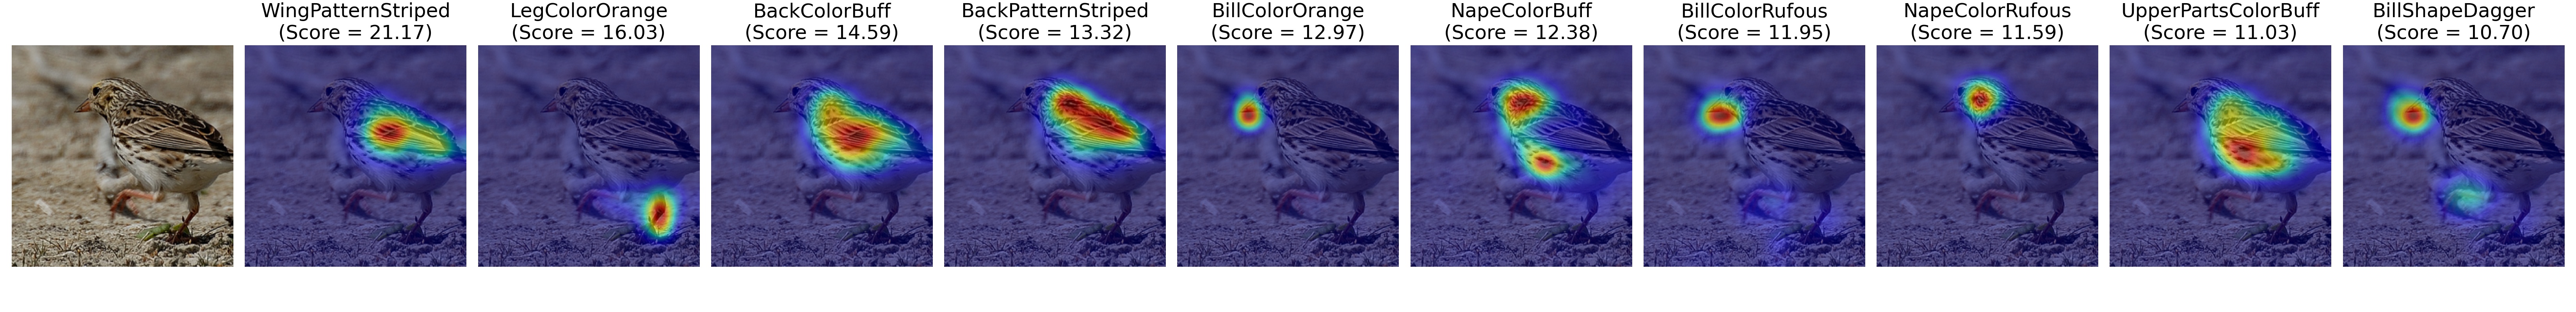 WingPatternStriped
(Score = 21.17)
LegColorOrange
(Score = 16.03)
BackColorBuff
(Score = 14.59)
BackPatternStriped
(Score = 13.32)
BillColorOrange
(Score = 12.97)
NapeColorBuff
(Score = 12.38)
BillColorRufous
(Score = 11.95)
NapeColorRufous
(Score = 11.59)
UpperPartsColorBuff
(Score = 11.03)
BillShapeDagger
(Score = 10.70)